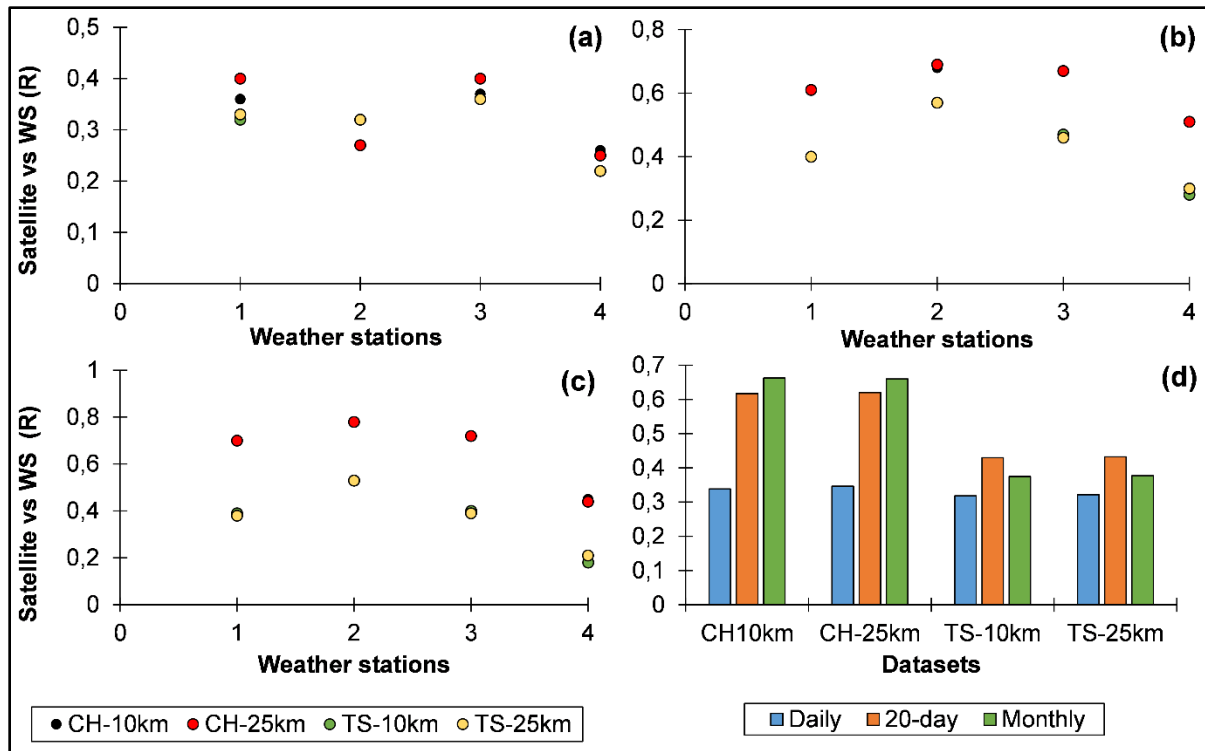 (a)
Satellite vs WS (R)
0,5
0,4
0,3
0,2
0,1
0
0 1 2 3 4
Weather stations
(b)
0,8
0,6
0,4
0,2
0
0 1 2 3 4
Weather stations
(c)
Satellite vs WS (R)
1
0,8
0,6
0,4
0,2
0
0 1 2 3 4
Weather stations
(d)
0,7
0,6
0,5
0,4
0,3
0,2
0,1
0
CH10km CH-25km TS-10km TS-25km
Datasets
CH-10km CH-25km TS-10km TS-25km
Daily 20-day Monthly